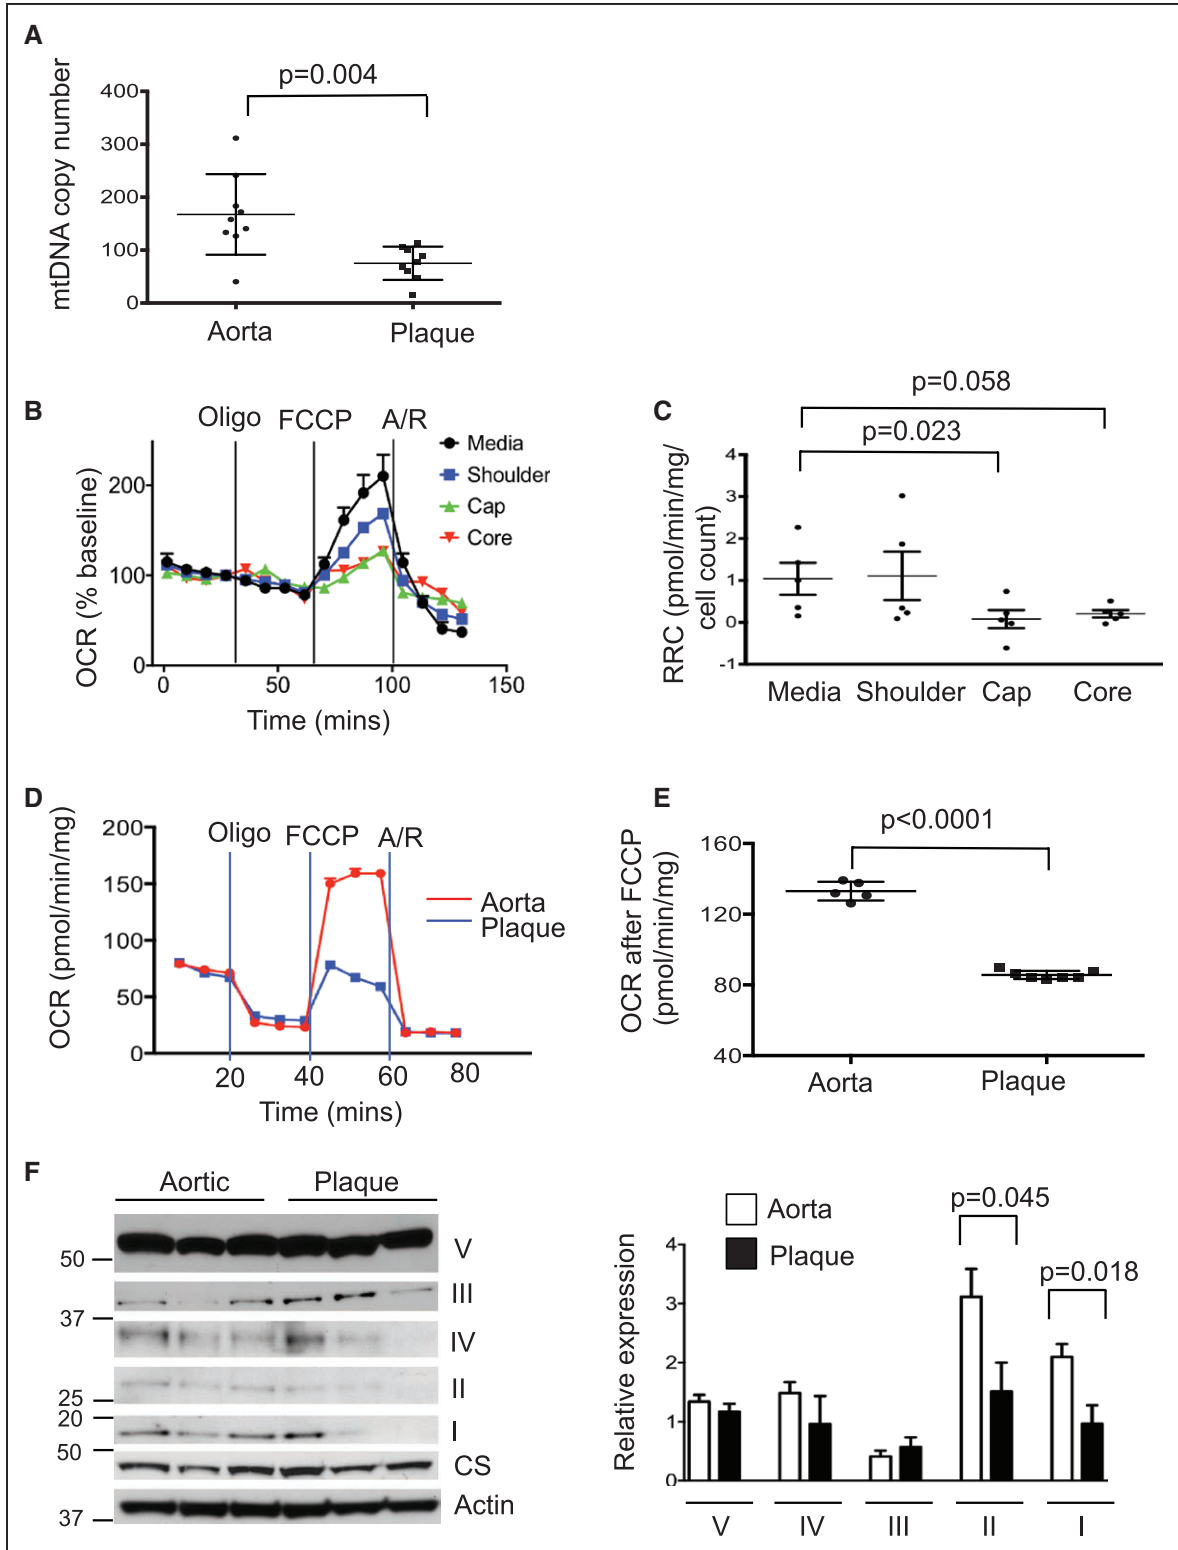 A
mtDNA copy number
p=0.004
400
300
200
100
0
Aorta
Plaque
B
OCR (% baseline)
Oligo
FCCP
A/R
Media
Shoulder
Cap
Core
200
100
0
0
50
100
150
Time (mins)
C
RRC (pmol/min/mg/
cell count)
p=0.058
p=0.023
4
3
2
1
0
-1
Media
Shoulder
Cap
Core
D
OCR (pmol/min/mg)
Oligo
FCCP
A/R
200
150
100
50
0
Aorta
Plaque
20
40
60
80
Time (mins)
E
OCR after FCCP
(pmol/min/mg)
p<0.0001
160
120
80
40
Aorta
Plaque
F
Aortic
Plaque
50
V
III
37
IV
II
25
20
I
50
CS
Actin
37
Relative expression
Aorta
Plaque
p=0.045
p=0.018
4
3
2
1
0
V
IV
III
II
I